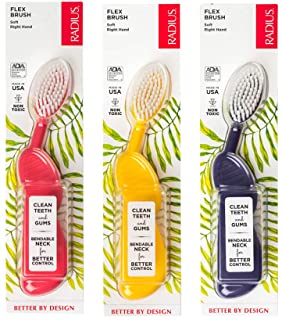 FLEX
BRUSH
Soft
Right Hand
RADIUS.
ADA
MADE IN
USA
NON
TOXIC
CLEAN
TEETH
and
GUMS
BENDABLE
NECK
for
BETTER
CONTROL
BETTER BY DESIGN
FLEX
BRUSH
Soft
Right Hand
RADIUS.
ADA
MADE IN
USA
NON
TOXIC
CLEAN
TEETH
and
GUMS
BENDABLE
NECK
for
BETTER
CONTROL
BETTER BY DESIGN
FLEX
BRUSH
Soft
Right Hand
RADIUS.
ADA
MADE IN
USA
NON
TOXIC
CLEAN
TEETH
and
GUMS
BENDABLE
NECK
for
BETTER
CONTROL
BETTER BY DESIGN